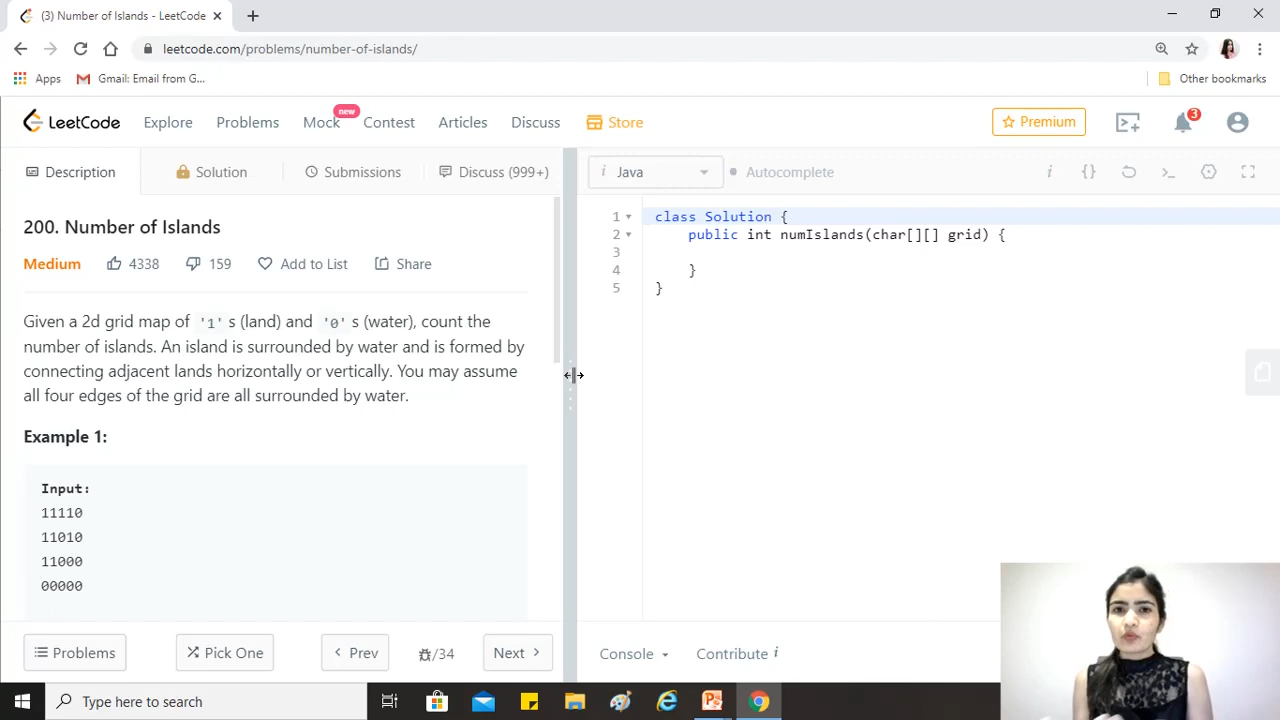 (3) Number of Islands - LeetCode
leetcode.com/problems/number-of-islands/
Apps
Gmail: Email from G...
Other bookmarks
LeetCode
Explore
Problems
Mock
new
Contest
Articles
Discuss
Store
Premium
3
Description
Solution
Submissions
Discuss (999+)
i
Java
Autocomplete
i
{}
200. Number of Islands
Medium
4338
159
Add to List
Share
Given a 2d grid map of '1' s (land) and '0' s (water), count the
number of islands. An island is surrounded by water and is formed by
connecting adjacent lands horizontally or vertically. You may assume
all four edges of the grid are all surrounded by water.
Example 1:
Input:
11110
11010
11000
00000
1 class Solution {
2 public int numIslands(char[][] grid) {
3
4 }
5 }
Problems
Pick One
Prev
/34
Next
Console
Contribute i
Type here to search